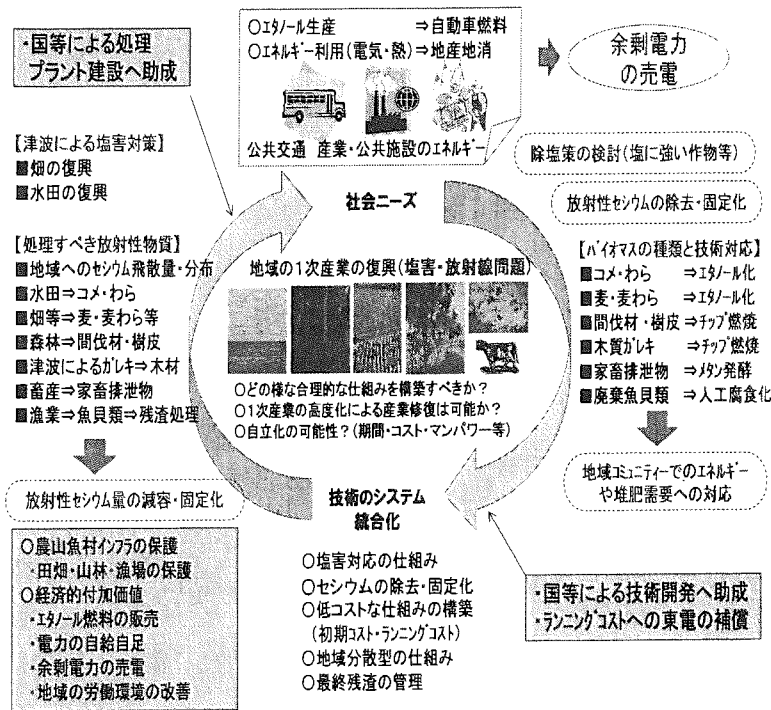 ・国等による処理
プラント建設へ助成
○エタノール生産 ⇒自動車燃料
○エネルギー利用(電気・熱)⇒地産地消
公共交通 産業・公共施設のエネルギー
余剰電力
の売電
【津波による塩害対策】
■畑の復興
■水田の復興
社会ニーズ
除塩策の検討(塩に強い作物等)
放射性セシウムの除去・固定化
【処理すべき放射性物質】
■地域へのセシウム飛散量・分布
■水田⇒コメ・わら
■畑等⇒麦・麦わら等
■森林⇒間伐材・樹皮
■津波によるガレキ⇒木材
■畜産⇒家畜排泄物
■漁業⇒魚貝類⇒残渣処理
地域の1次産業の復興(塩害・放射線問題)
○どの様な合理的な仕組みを構築すべきか?
○1次産業の高度化による産業修復は可能か?
○自立化の可能性?(期間・コスト・マンパワー等)
【バイオマスの種類と技術対応】
■コメ・わら ⇒エタノール化
■麦・麦わら ⇒エタノール化
■間伐材・樹皮 ⇒チップ燃焼
■木質ガレキ ⇒チップ燃焼
■家畜排泄物 ⇒メタン発酵
■廃棄魚貝類 ⇒人工腐食化
放射性セシウム量の減容・固定化
技術のシステム
統合化
地域コミュニティーでのエネルギー
や堆肥需要への対応
○農山魚村インフラの保護
・田畑・山林・漁場の保護
○経済的付加価値
・エタノール燃料の販売
・電力の自給自足
・余剰電力の売電
・地域の労働環境の改善
○塩害対応の仕組み
○セシウムの除去・固定化
○低コストな仕組みの構築
(初期コスト・ランニングコスト)
○地域分散型の仕組み
○最終残渣の管理
・国等による技術開発へ助成
・ランニングコストへの東電の補償